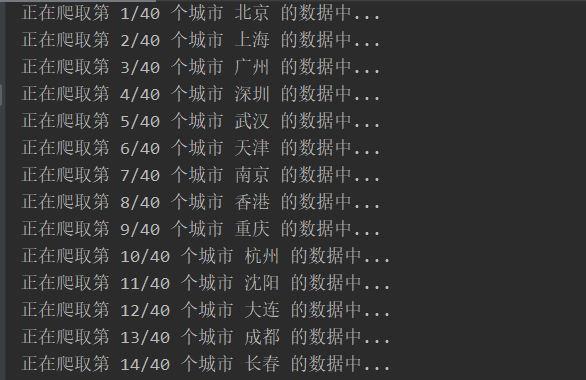 正在爬取第 1/40 个城市 北京 的数据中...
正在爬取第 2/40 个城市 上海 的数据中...
正在爬取第 3/40 个城市 广州 的数据中...
正在爬取第 4/40 个城市 深圳 的数据中...
正在爬取第 5/40 个城市 武汉 的数据中...
正在爬取第 6/40 个城市 天津 的数据中...
正在爬取第 7/40 个城市 南京 的数据中...
正在爬取第 8/40 个城市 香港 的数据中...
正在爬取第 9/40 个城市 重庆 的数据中...
正在爬取第 10/40 个城市 杭州 的数据中...
正在爬取第 11/40 个城市 沈阳 的数据中...
正在爬取第 12/40 个城市 大连 的数据中...
正在爬取第 13/40 个城市 成都 的数据中...
正在爬取第 14/40 个城市 长春 的数据中...